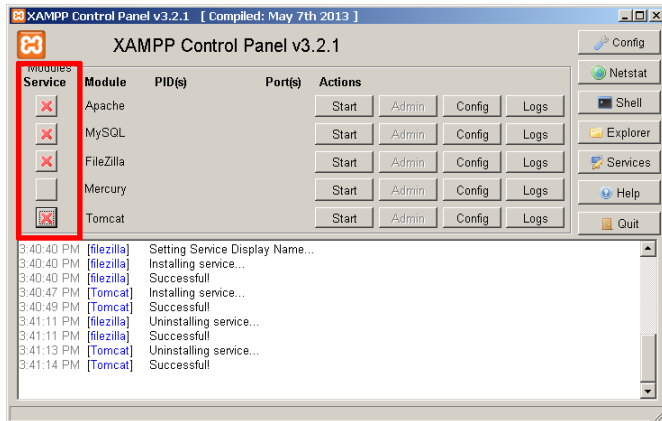 XAMPP Control Panel v3.2.1 [ Compiled: May 7th 2013 ]
XAMPP Control Panel v3.2.1
Config
Modules
Service Module PID(s) Port(s) Actions
Netstat
Apache Start Admin Config Logs
Shell
MySQL Start Admin Config Logs
Explorer
FileZilla Start Admin Config Logs
Services
Mercury Start Admin Config Logs
Help
Tomcat Start Admin Config Logs
Quit
3:40:40 PM [filezilla] Setting Service Display Name...
3:40:40 PM [filezilla] Installing service...
3:40:40 PM [filezilla] Successful!
3:40:47 PM [Tomcat] Installing service...
3:40:49 PM [Tomcat] Successful!
3:41:11 PM [filezilla] Uninstalling service...
3:41:11 PM [filezilla] Successful!
3:41:13 PM [Tomcat] Uninstalling service...
3:41:14 PM [Tomcat] Successful!